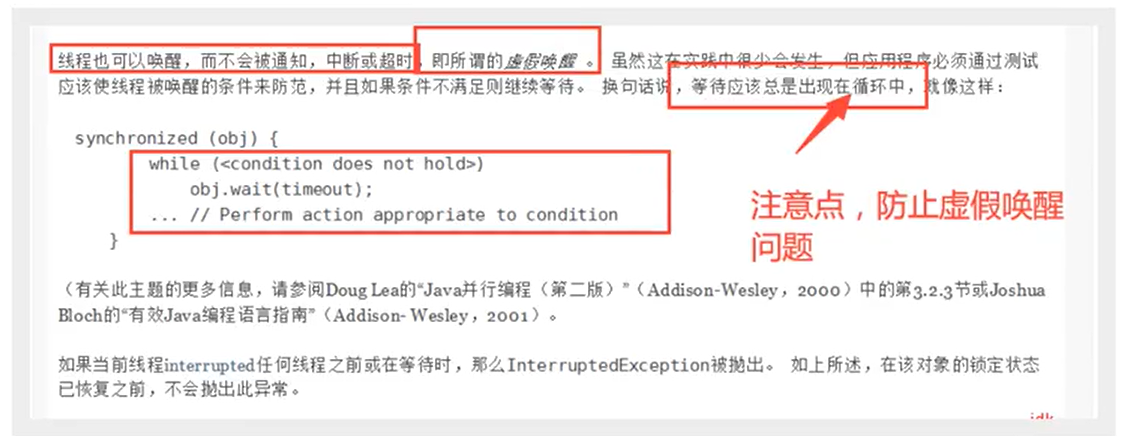 线程也可以唤醒，而不会被通知，中断或超时，即所谓的虚假唤醒 。 虽然这在实践中很少会发生，但应用程序必须通过测试
应该使线程被唤醒的条件来防范，并且如果条件不满足则继续等待。 换句话说，等待应该总是出现在循环中，就像这样：
synchronized (obj) {
while (<condition does not hold>)
obj.wait(timeout);
... // Perform action appropriate to condition
}
注意点，防止虚假唤醒
问题
（有关此主题的更多信息，请参阅Doug Lea的“Java并行编程（第二版）”（Addison-Wesley，2000）中的第3.2.3节或Joshua
Bloch的“有效Java编程语言指南”（Addison- Wesley，2001）。
如果当前线程interrupted任何线程之前或在等待时，那么InterruptedException被抛出。 如上所述，在该对象的锁定状态
已恢复之前，不会抛出此异常。